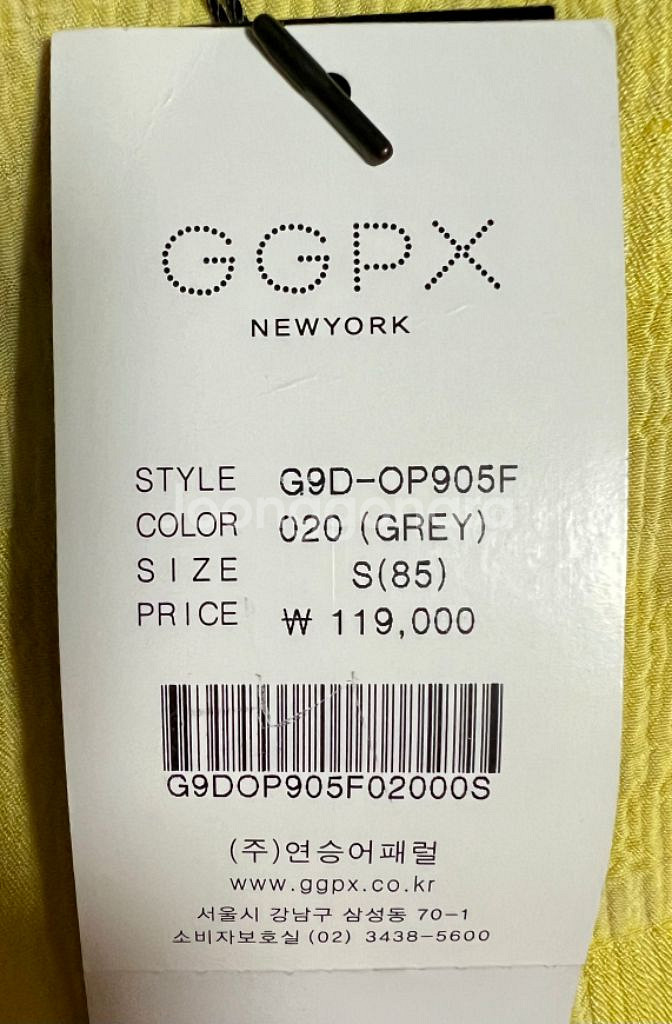 GGPX
NEWYORK
STYLE G9D-OP905F
COLOR 020 (GREY)
SIZE S(85)
PRICE ₩ 119,000
G9DOP905F02000S
(주)연승어패럴
www.ggpx.co.kr
서울시 강남구 삼성동 70-1
소비자보호실 (02) 3438-5600